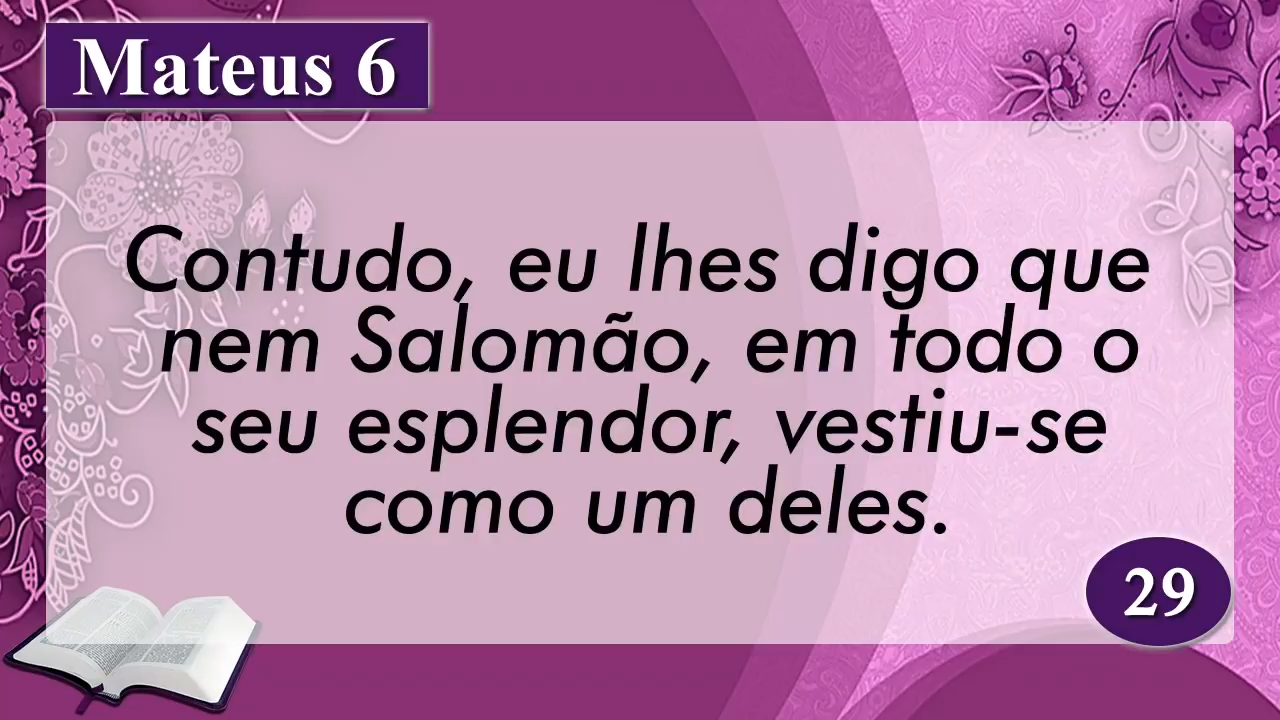 Mateus 6
Contudo, eu lhes digo que
nem Salomão, em todo o
seu esplendor, vestiu-se
como um deles.
29